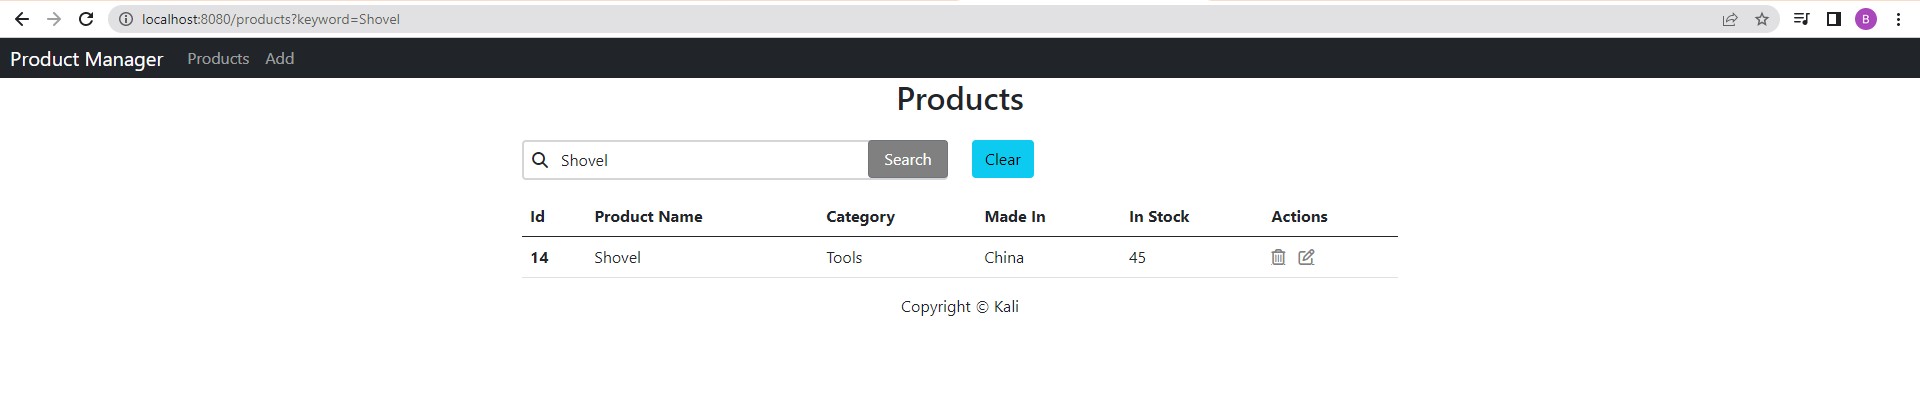 localhost:8080/products?keyword=Shovel
B
Product Manager Products Add
Products
Shovel Search Clear
Id Product Name Category Made In In Stock Actions
14 Shovel Tools China 45
Copyright © Kali